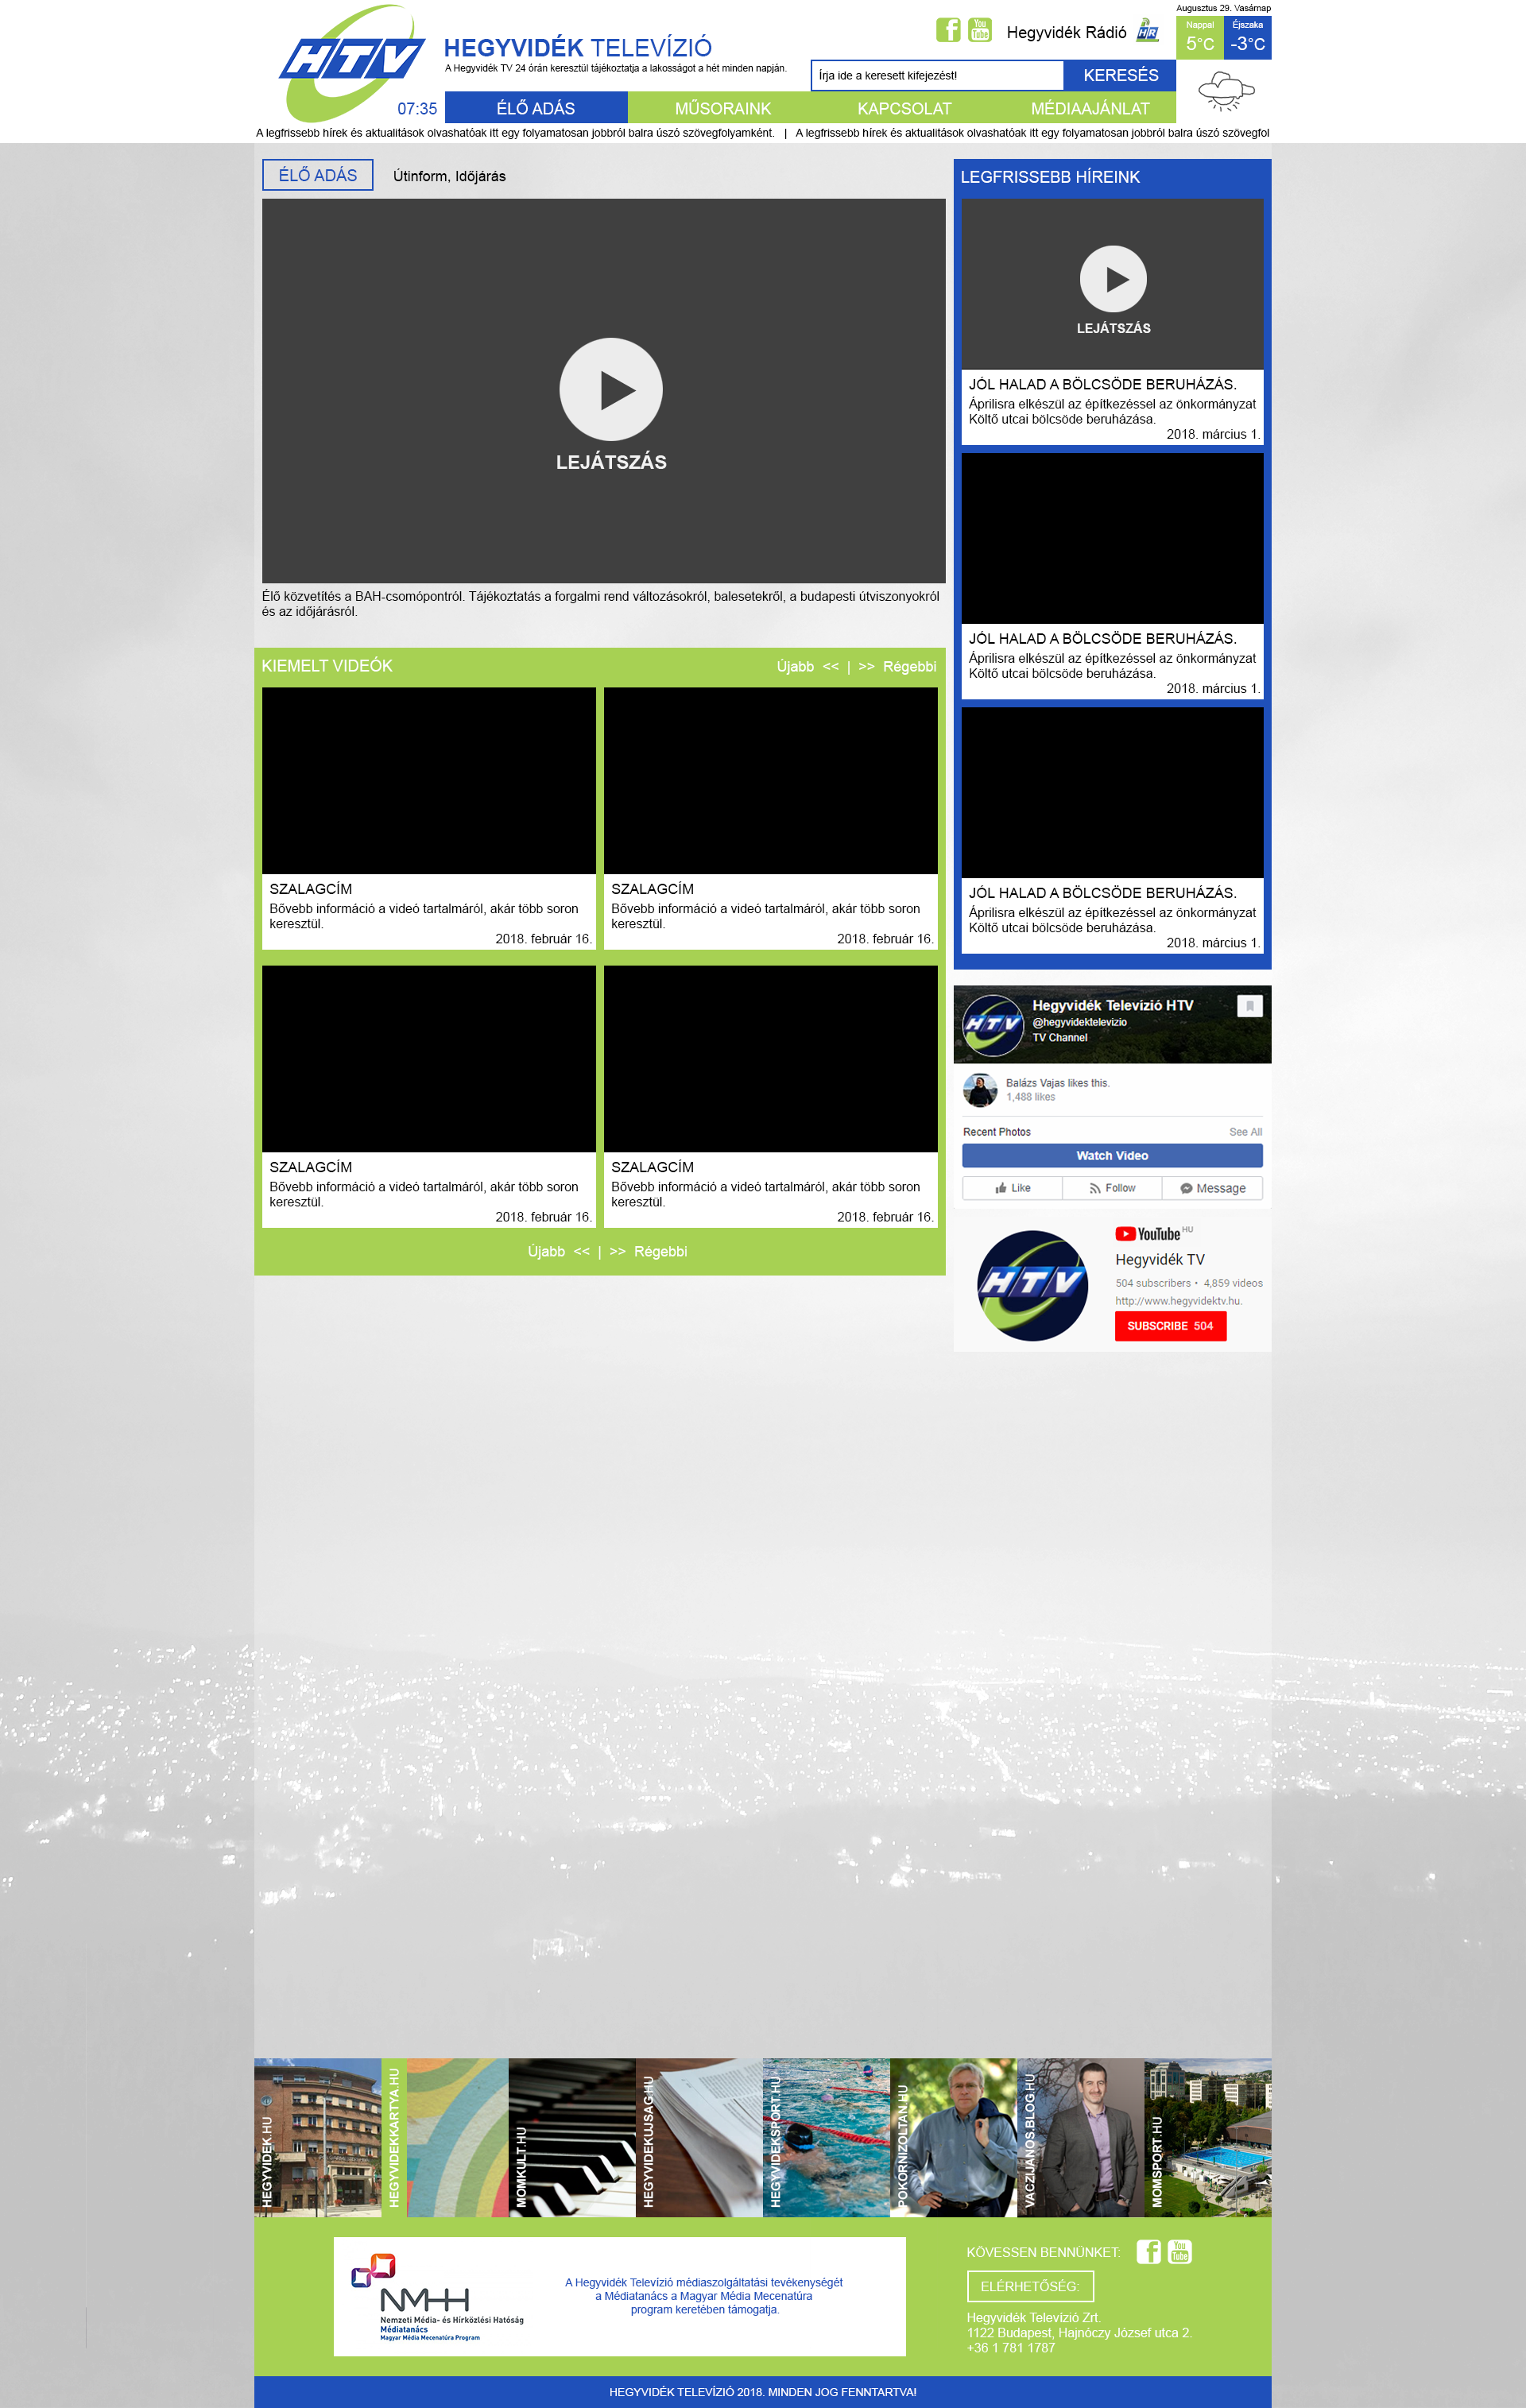 Augusztus 29. Vasárnap
Nappal
Éjszaka
5°C
-3°C
You Tube
Hegyvidék Rádió
HR
HTV
HEGYVIDÉK TELEVÍZIÓ
A Hegyvidék TV 24 órán keresztül tájékoztatja a lakosságot a hét minden napján.
Írja ide a keresett kifejezést!
KERESÉS
07:35
ÉLŐ ADÁS
MŰSORAINK
KAPCSOLAT
MÉDIAAJÁNLAT
A legfrissebb hírek és aktualitások olvashatóak itt egy folyamatosan jobbról balra úszó szövegfolyamként. | A legfrissebb hírek és aktualitások olvashatóak itt egy folyamatosan jobbról balra úszó szövegfol
ÉLŐ ADÁS
Útinform, Időjárás
LEJÁTSZÁS
Élő közvetítés a BAH-csomópontról. Tájékoztatás a forgalmi rend változásokról, balesetekről, a budapesti útviszonyokról
és az időjárásról.
KIEMELT VIDEÓK
Újabb << | >> Régebbi
SZALAGCÍM
Bővebb információ a videó tartalmáról, akár több soron
keresztül.
2018. február 16.
SZALAGCÍM
Bővebb információ a videó tartalmáról, akár több soron
keresztül.
2018. február 16.
SZALAGCÍM
Bővebb információ a videó tartalmáról, akár több soron
keresztül.
2018. február 16.
SZALAGCÍM
Bővebb információ a videó tartalmáról, akár több soron
keresztül.
2018. február 16.
Újabb << | >> Régebbi
LEGFRISSEBB HÍREINK
LEJÁTSZÁS
JÓL HALAD A BÖLCSÖDE BERUHÁZÁS.
Áprilisra elkészül az építkezéssel az önkormányzat
Költő utcai bölcsöde beruházása.
2018. március 1.
JÓL HALAD A BÖLCSÖDE BERUHÁZÁS.
Áprilisra elkészül az építkezéssel az önkormányzat
Költő utcai bölcsöde beruházása.
2018. március 1.
JÓL HALAD A BÖLCSÖDE BERUHÁZÁS.
Áprilisra elkészül az építkezéssel az önkormányzat
Költő utcai bölcsöde beruházása.
2018. március 1.
HTV
Hegyvidék Televízió HTV
@hegyvidektelevizio
TV Channel
Balázs Vajas likes this.
1,488 likes
Recent Photos
See All
Watch Video
Like
Follow
Message
HTV
YouTube HU
Hegyvidék TV
504 subscribers • 4,859 videos
http://www.hegyvidektv.hu.
SUBSCRIBE 504
HEGYVIDEK.HU
HEGYVIDEKKARTYA.HU
MOMKULT.HU
HEGYVIDEKUJSAG.HU
HEGYVIDEKSPORT.HU
POKORNIZOLTAN.HU
VACZIJANOS.BLOG.HU
MOMSPORT.HU
NMHH
Nemzeti Média- és Hírközlési Hatóság
Médiatanács
Magyar Média Mecenatúra Program
A Hegyvidék Televízió médiaszolgáltatási tevékenységét
a Médiatanács a Magyar Média Mecenatúra
program keretében támogatja.
KÖVESSEN BENNÜNKET:
You Tube
ELÉRHETŐSÉG:
Hegyvidék Televízió Zrt.
1122 Budapest, Hajnóczy József utca 2.
+36 1 781 1787
HEGYVIDÉK TELEVÍZIÓ 2018. MINDEN JOG FENNTARTVA!